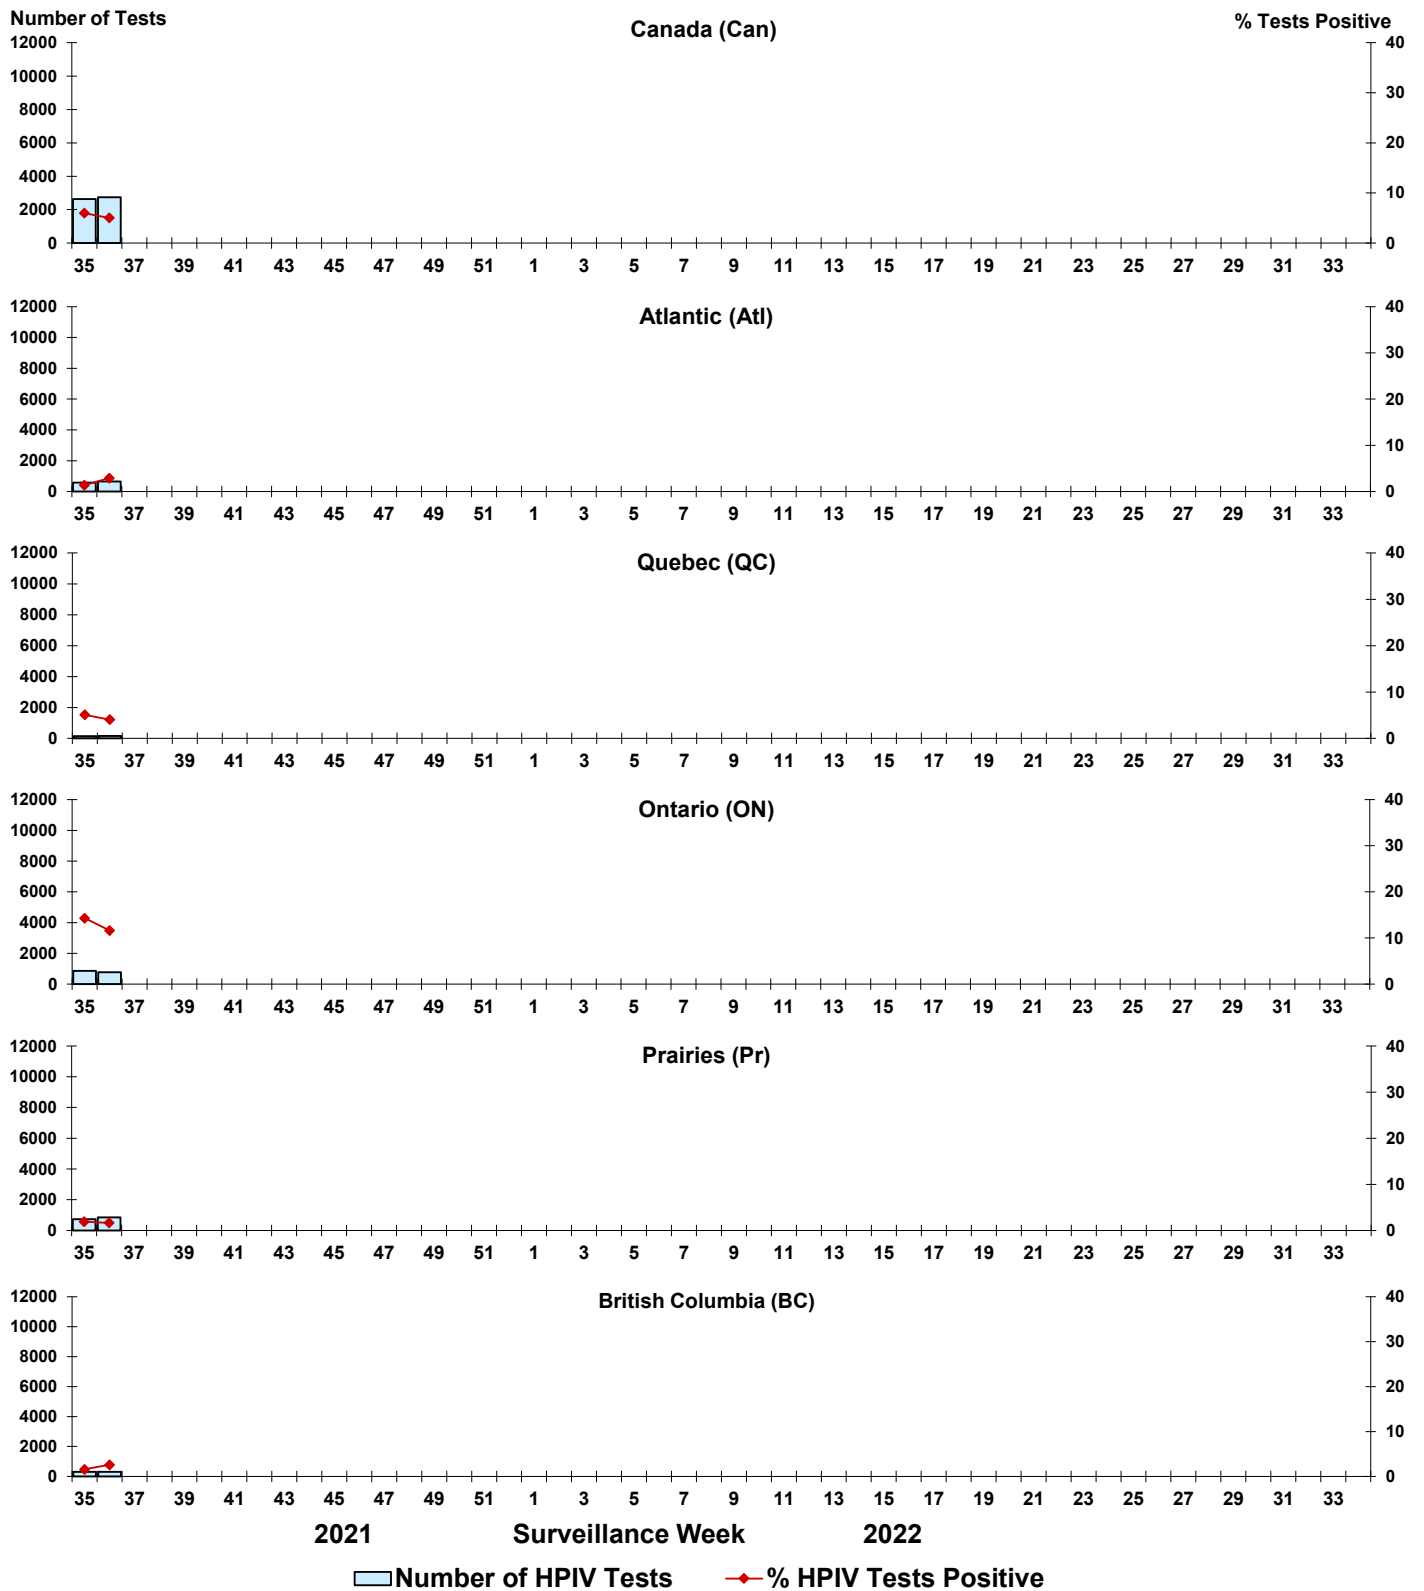 Number of Tests
Canada (Can)
% Tests Positive
12000 40
10000 30
8000
6000 20
4000 10
2000
0 0
35 37 39 41 43 45 47 49 51 1 3 5 7 9 11 13 15 17 19 21 23 25 27 29 31 33
Atlantic (Atl)
12000 40
10000 30
8000
6000 20
4000 10
2000
0 0
35 37 39 41 43 45 47 49 51 1 3 5 7 9 11 13 15 17 19 21 23 25 27 29 31 33
Quebec (QC)
12000 40
10000 30
8000
6000 20
4000 10
2000
0 0
35 37 39 41 43 45 47 49 51 1 3 5 7 9 11 13 15 17 19 21 23 25 27 29 31 33
Ontario (ON)
12000 40
10000 30
8000
6000 20
4000 10
2000
0 0
35 37 39 41 43 45 47 49 51 1 3 5 7 9 11 13 15 17 19 21 23 25 27 29 31 33
Prairies (Pr)
12000 40
10000 30
8000
6000 20
4000 10
2000
0 0
35 37 39 41 43 45 47 49 51 1 3 5 7 9 11 13 15 17 19 21 23 25 27 29 31 33
British Columbia (BC)
12000 40
10000 30
8000
6000 20
4000 10
2000
0 0
35 37 39 41 43 45 47 49 51 1 3 5 7 9 11 13 15 17 19 21 23 25 27 29 31 33
2021 Surveillance Week 2022
Number of HPIV Tests % HPIV Tests Positive